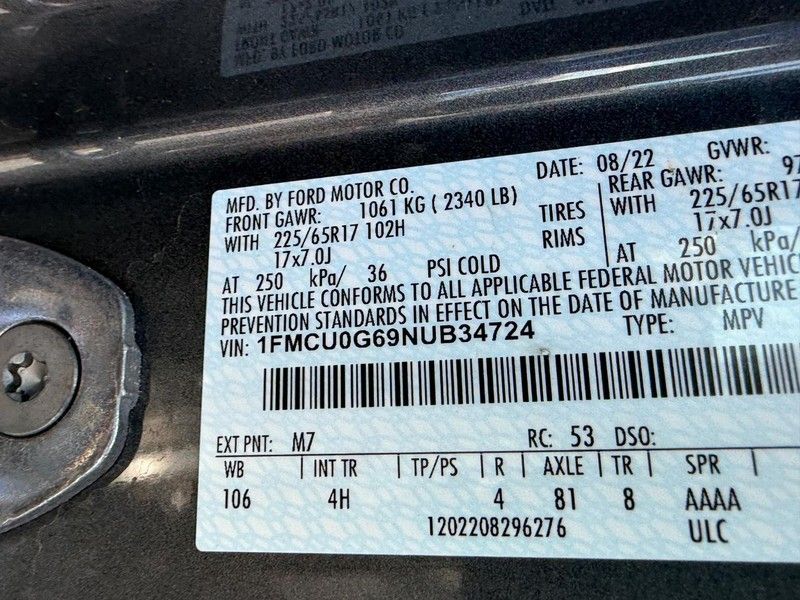 MFD. BY FORD MOTOR CO.
DATE: 08/22
GVWR:
FRONT GAWR: 1061 KG ( 2340 LB)
REAR GAWR: 97
WITH 225/65R17 102H TIRES
WITH 225/65R17
17x7.0J RIMS
17x7.0J
AT 250 kPa/ 36 PSI COLD
AT 250 kPa/
THIS VEHICLE CONFORMS TO ALL APPLICABLE FEDERAL MOTOR VEHIC
PREVENTION STANDARDS IN EFFECT ON THE DATE OF MANUFACTURE
VIN: 1FMCU0G69NUB34724
TYPE: MPV
EXT PNT: M7 RC: 53 DSO:
WB | INT TR | TP/PS | R | AXLE | TR | SPR
106 4H 4 81 8 AAAA
1202208296276 ULC